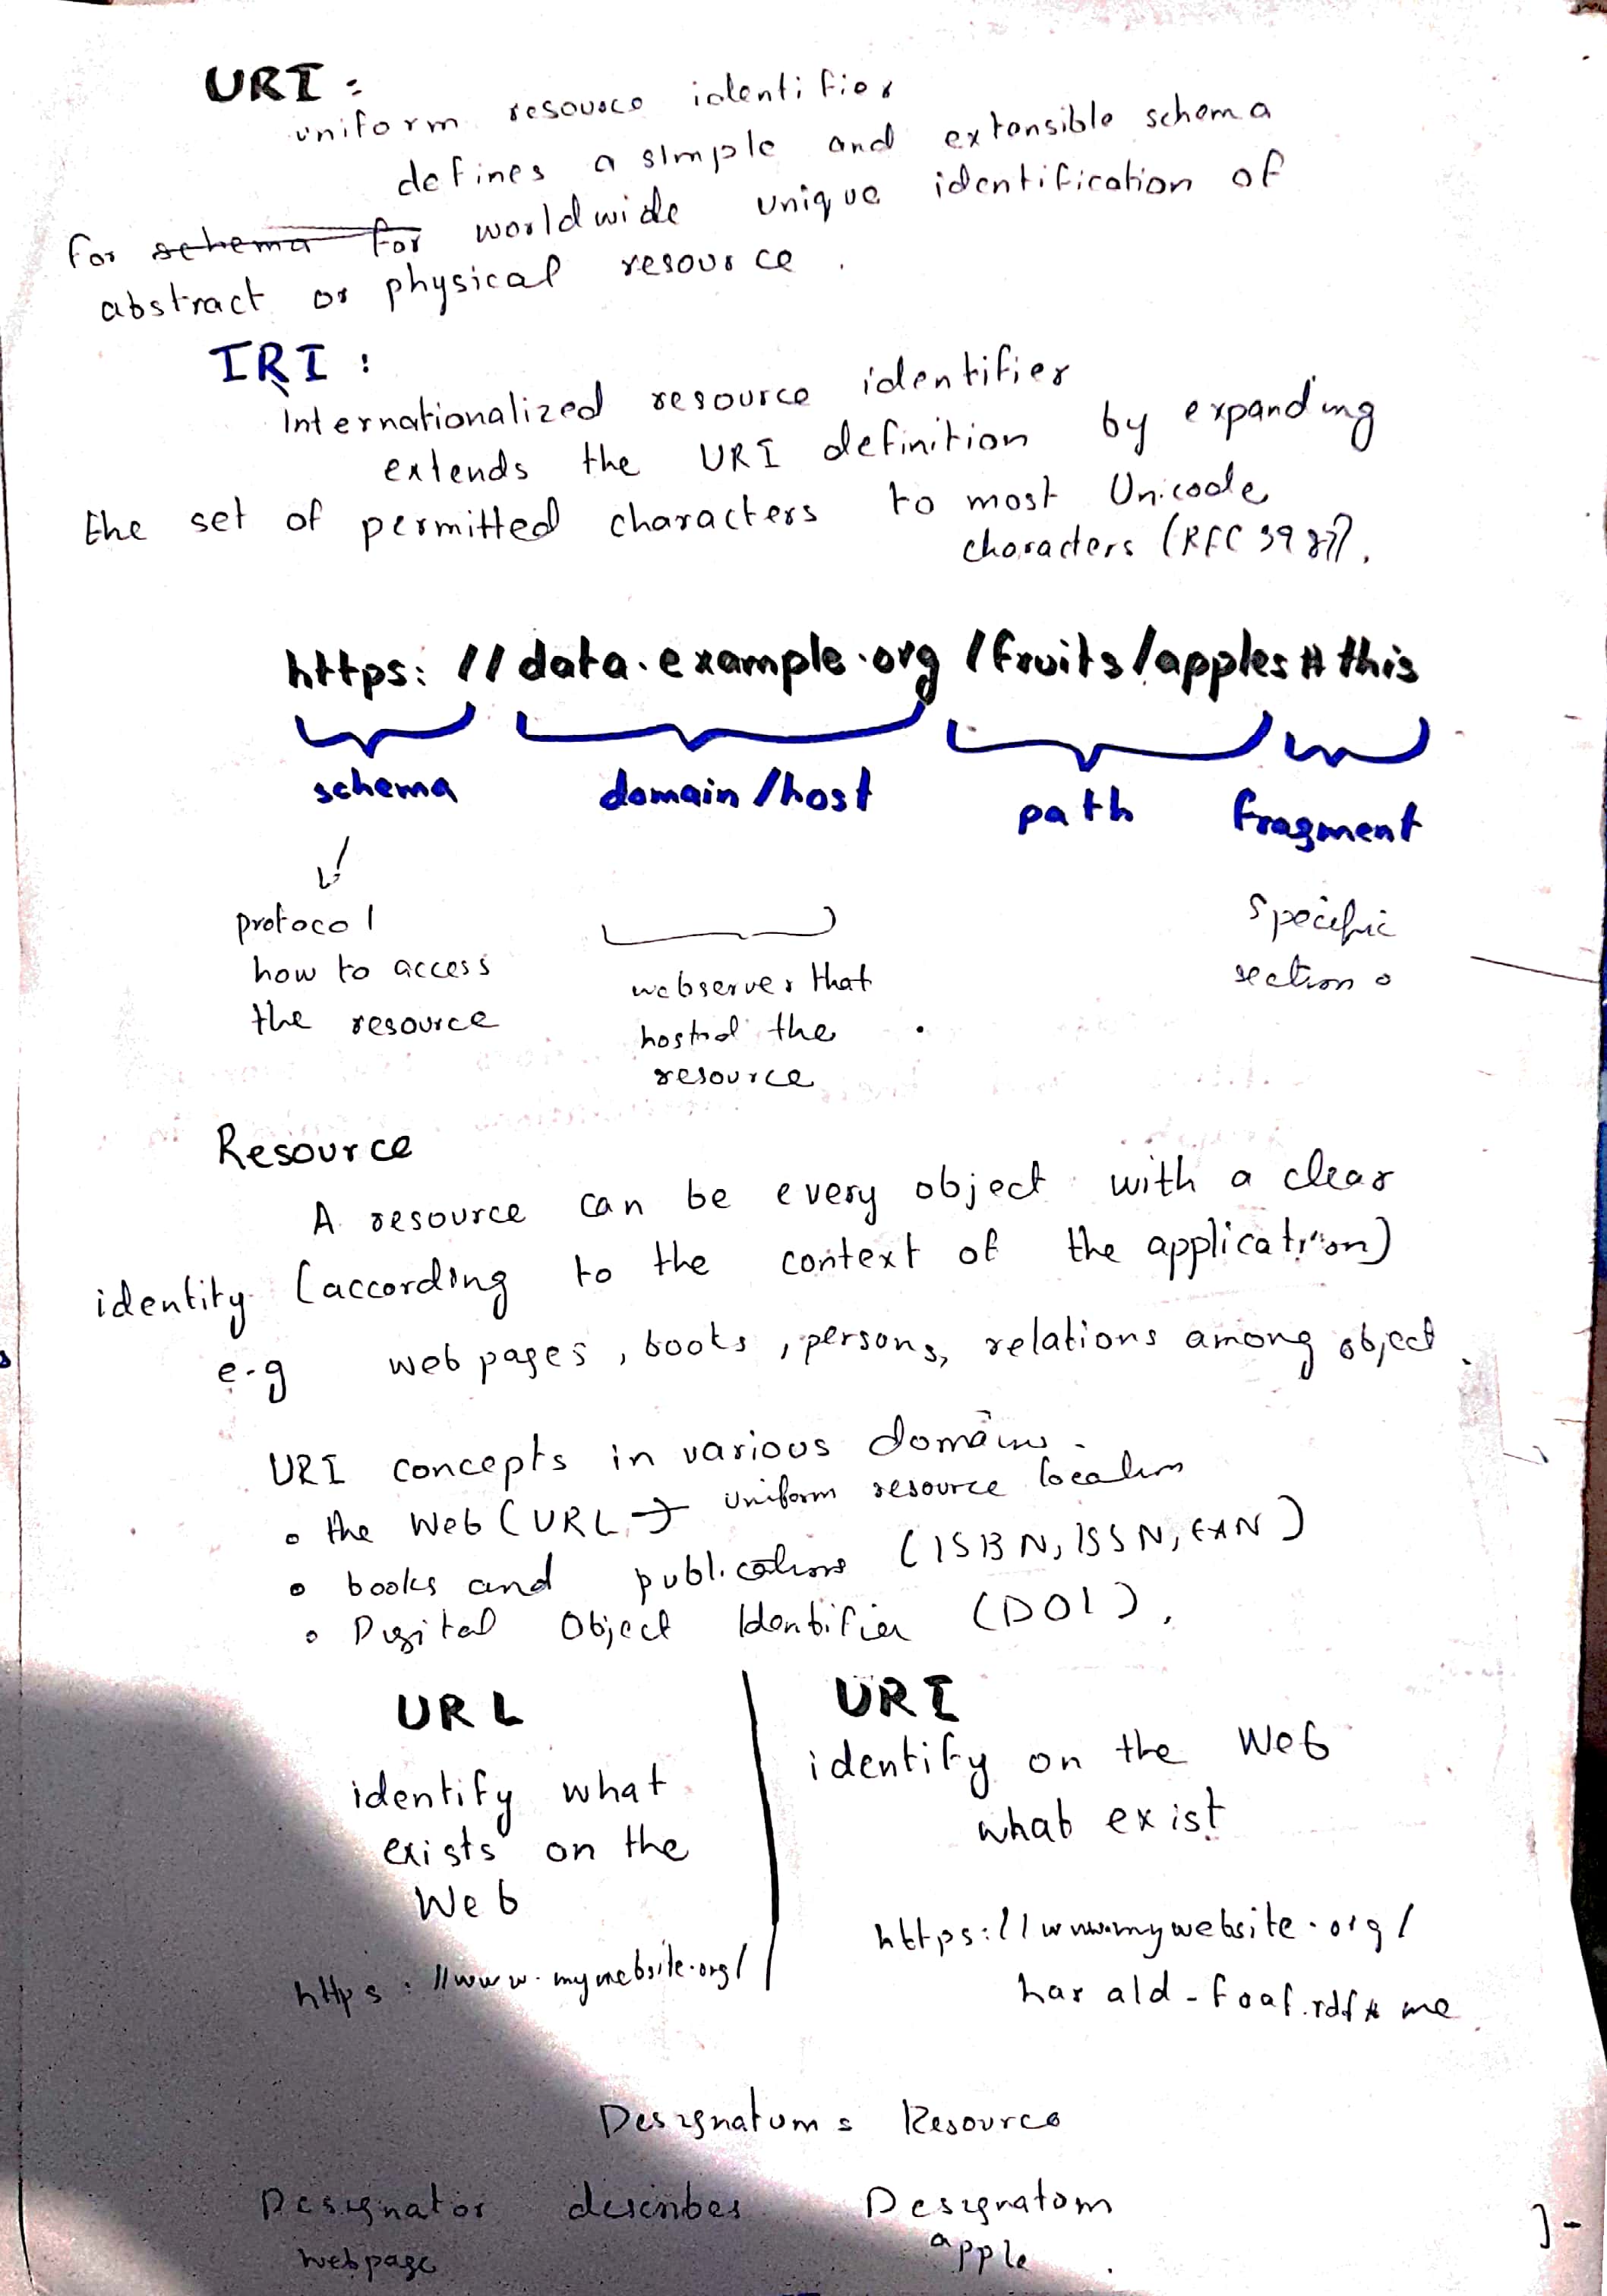 URI :
uniform resource identifier
defines a simple and extensible schema
for schema for worldwide unique identification of
abstract or physical resource .
IRI :
Internationalized resource identifier
extends the URI definition by expanding
the set of permitted characters to most Unicode
characters (RFC 3987).
https: //data.example.org /fruits/apples#this
schema domain/host path fragment
protocol
how to access
the resource
webserver that
hosted the
resource
specific
section
Resource
A resource can be every object with a clear
identity (according to the context of the application)
e.g web pages , books , persons, relations among object .
URI concepts in various domains.
• the Web (URL → uniform resource location
• books and publications (ISBN, ISSN, EAN)
• Digital Object Identifier (DOI).
URL
identify what
exists on the
Web
https://www.mywebsite.org/
URI
identify on the Web
what exist
https://www.mywebsite.org/
harald-foaf.rdf#me
Designatum = Resource
Designator describes Designatom
webpage apple